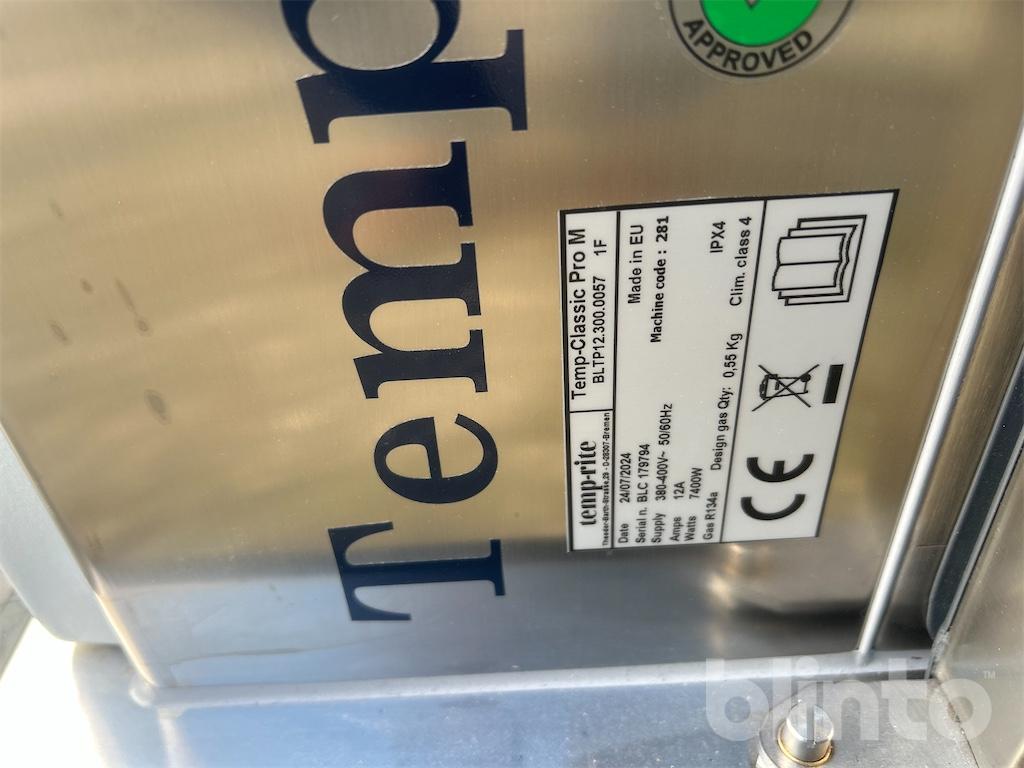 APPROVED
Temp
temp-rite
Theodor-Barth-Strasse,29 - D-28307-Bremen
Temp-Classic Pro M
BLTP12.300.0057 1F
Date 24/07/2024
Made in EU
Serial n. BLC 179794
Machine code : 281
Supply 380-400V~ 50/60Hz
Amps 12A
Watts 7400W
IPX4
Gas R134a Design gas Qty: 0,55 Kg Clim. class 4
CE
blinto™